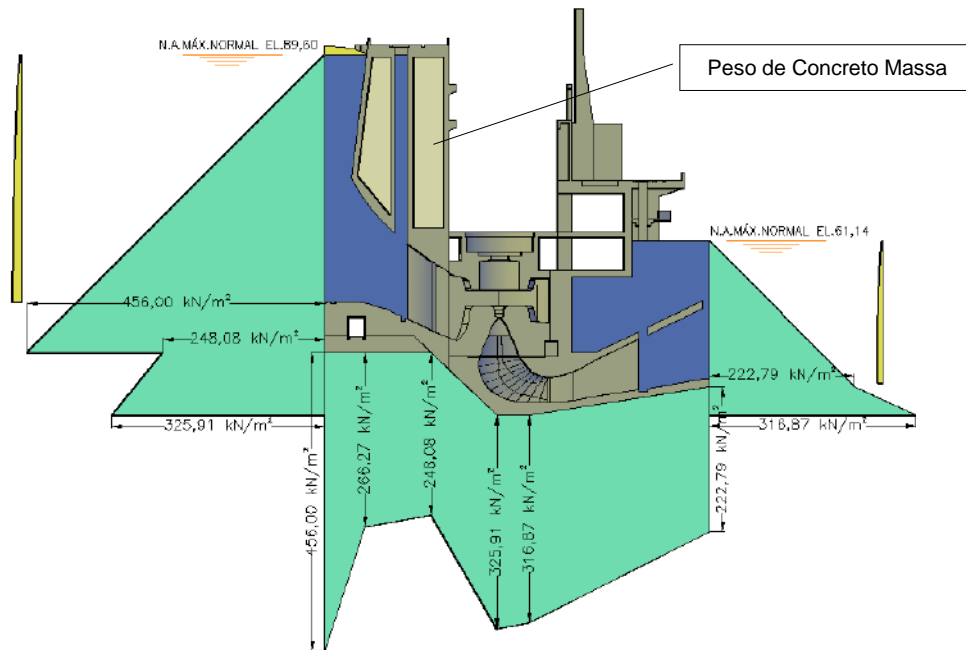 N.A.MÁX.NORMAL EL.89,60
Peso de Concreto Massa
N.A.MÁX.NORMAL EL.61,14
456,00 kN/m²
248,08 kN/m²
222,79 kN/m²
325,91 kN/m²
316,87 kN/m²
456,00 kN/m²
266,27 kN/m²
248,08 kN/m²
325,91 kN/m²
316,87 kN/m²
222,79 kN/m²